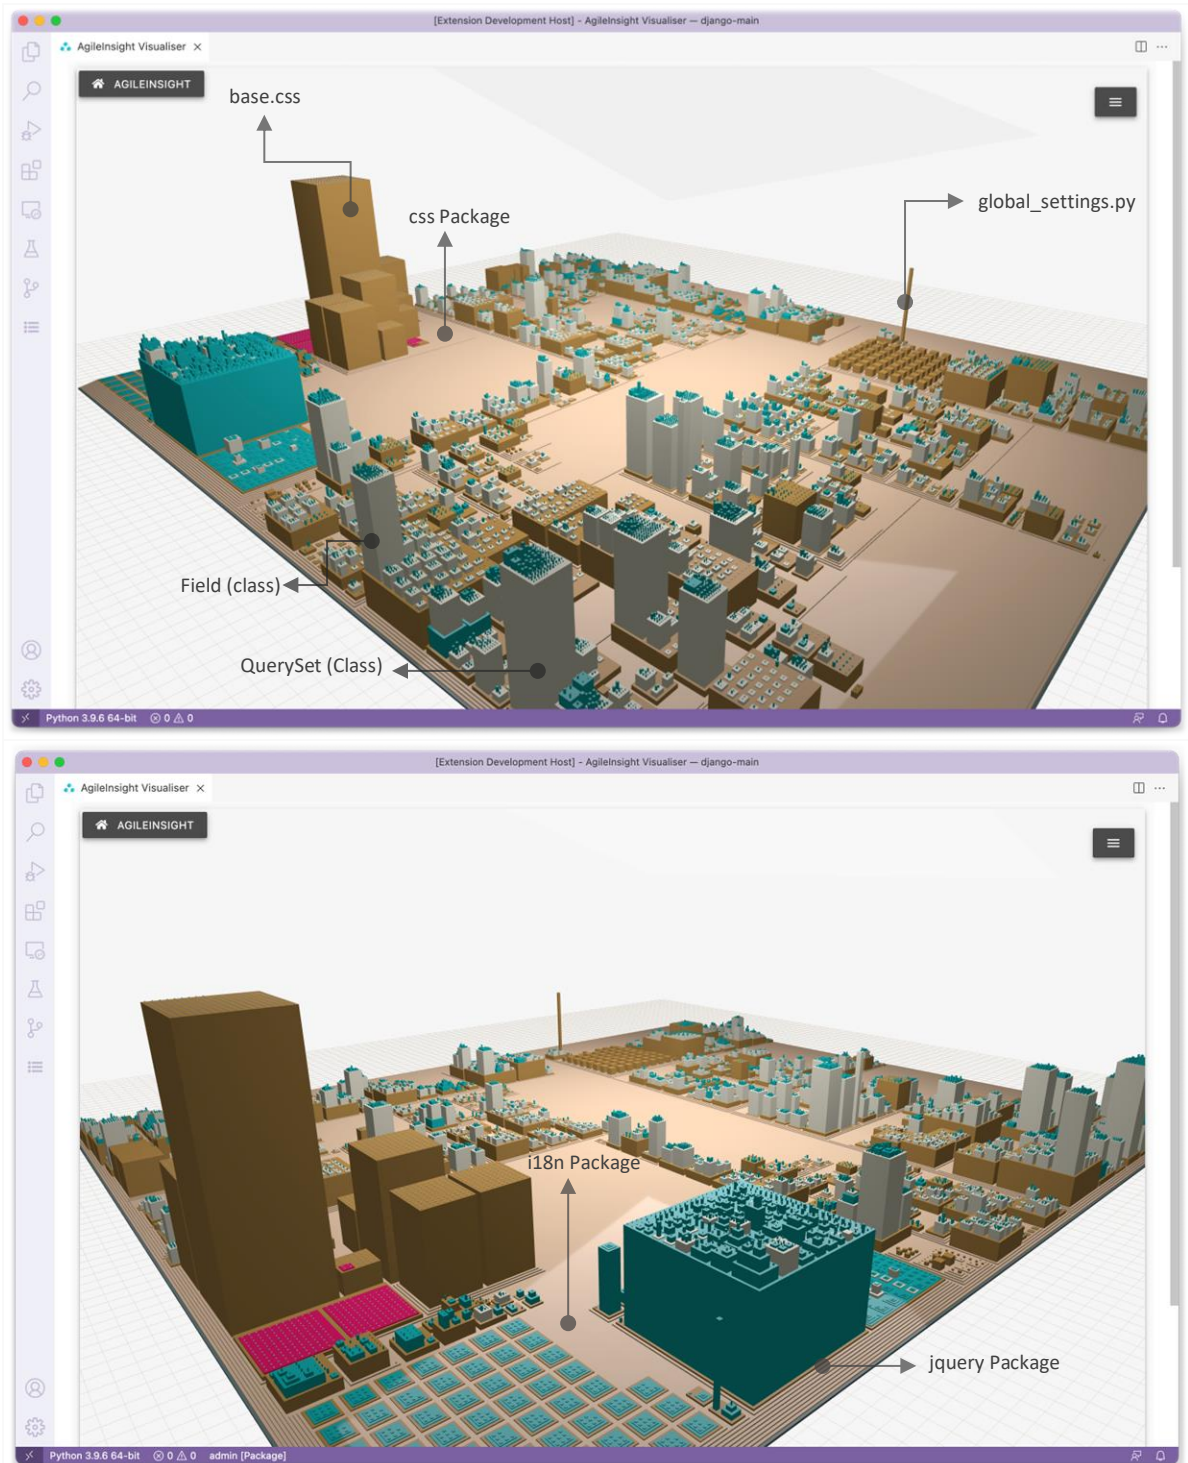 [Extension Development Host] - AgileInsight Visualiser — django-main
AgileInsight Visualiser
AGILEINSIGHT
base.css
css Package
global_settings.py
Field (class)
QuerySet (Class)
Python 3.9.6 64-bit 0 0
[Extension Development Host] - AgileInsight Visualiser — django-main
AgileInsight Visualiser
AGILEINSIGHT
i18n Package
jquery Package
Python 3.9.6 64-bit 0 0 admin [Package]